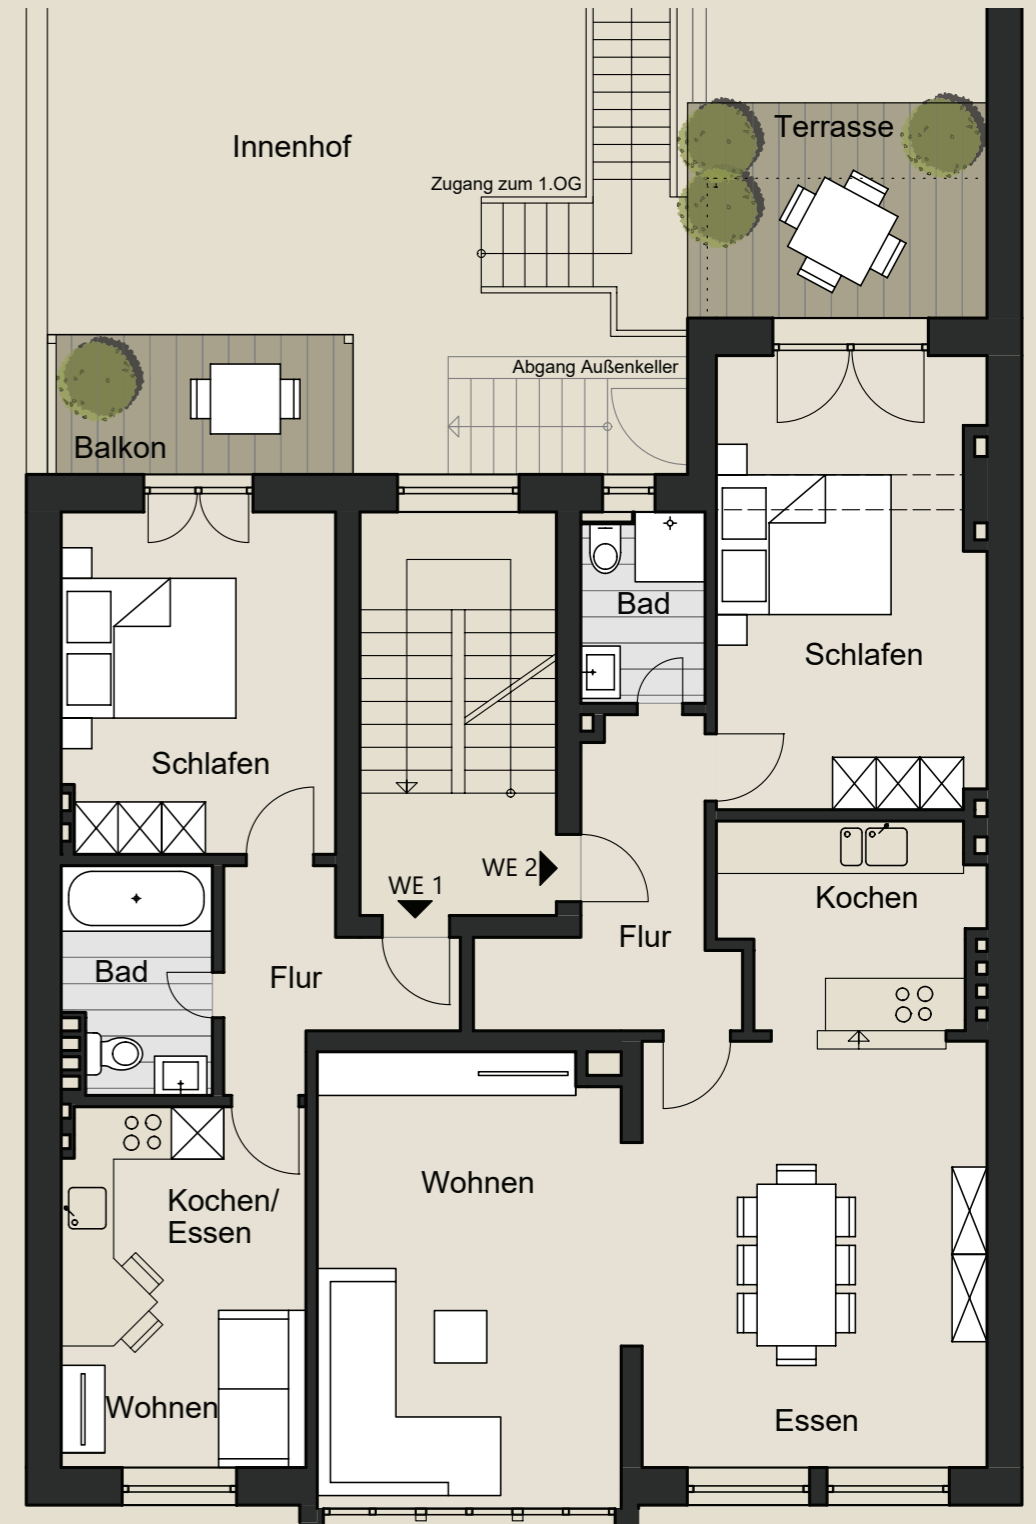 Innenhof
Terrasse
Zugang zum 1.OG
Abgang Außenkeller
Balkon
Bad
Schlafen
Schlafen
WE 2
WE 1
Kochen
Flur
Bad
Flur
Wohnen
Kochen/
Essen
Wohnen
Essen